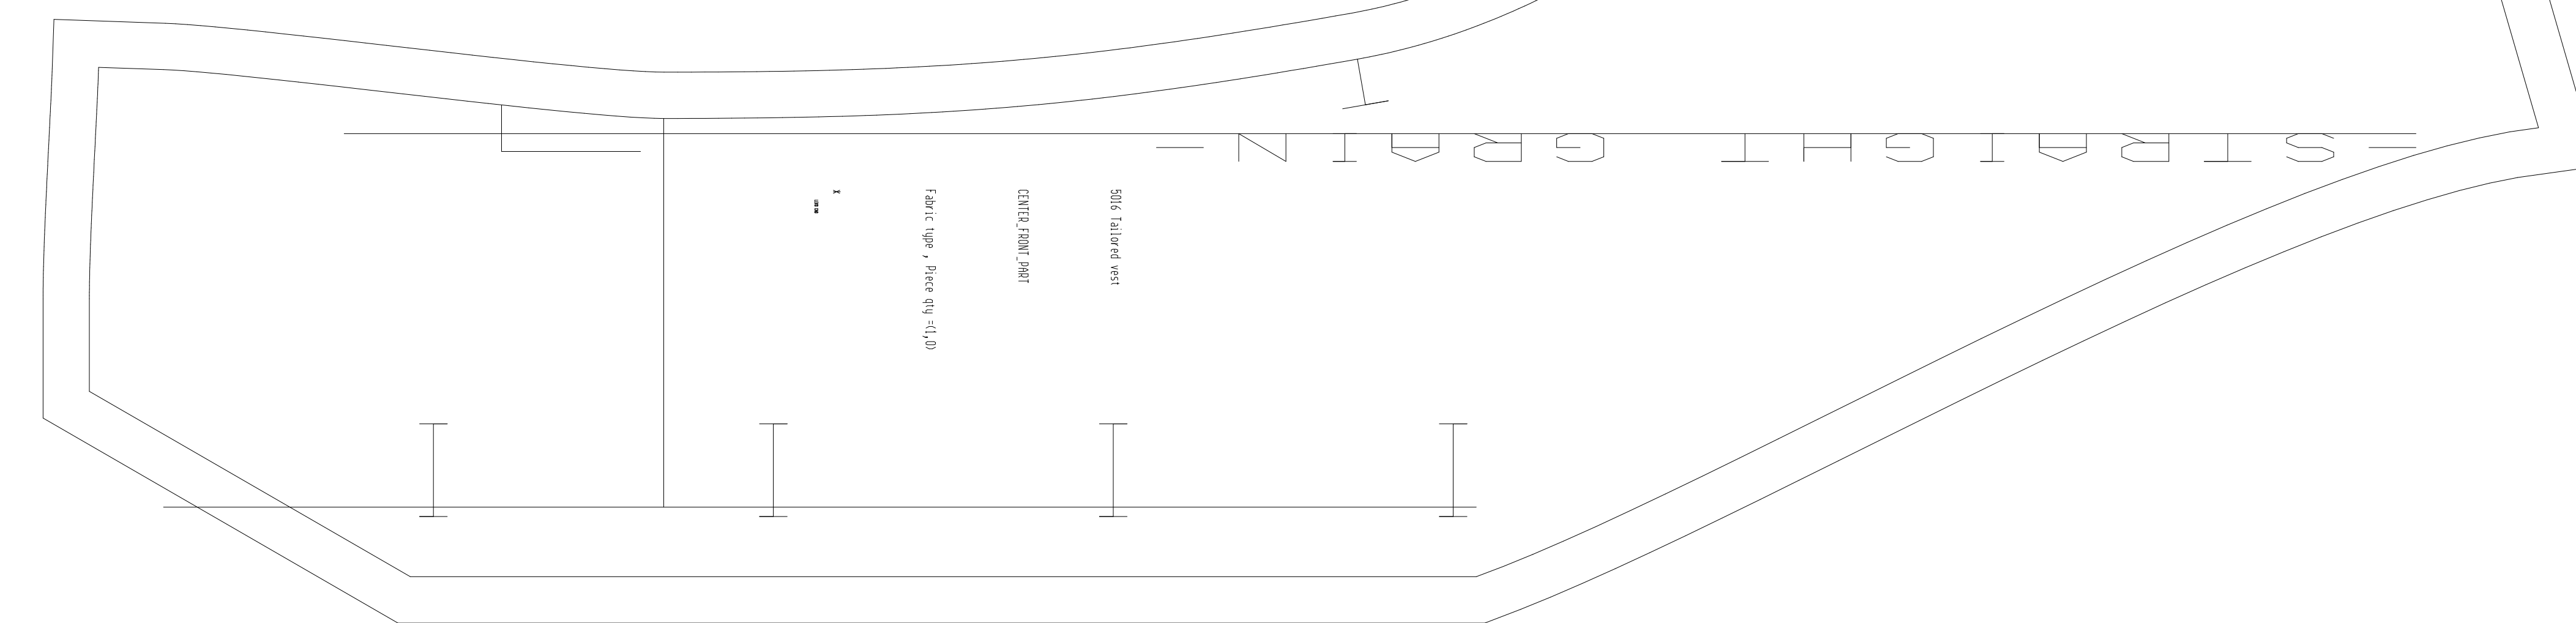 - STRAIGHT GRAIN -
5016 Tailored vest
CENTER_FRONT_PART
Fabric type , Piece qty =(1,0)